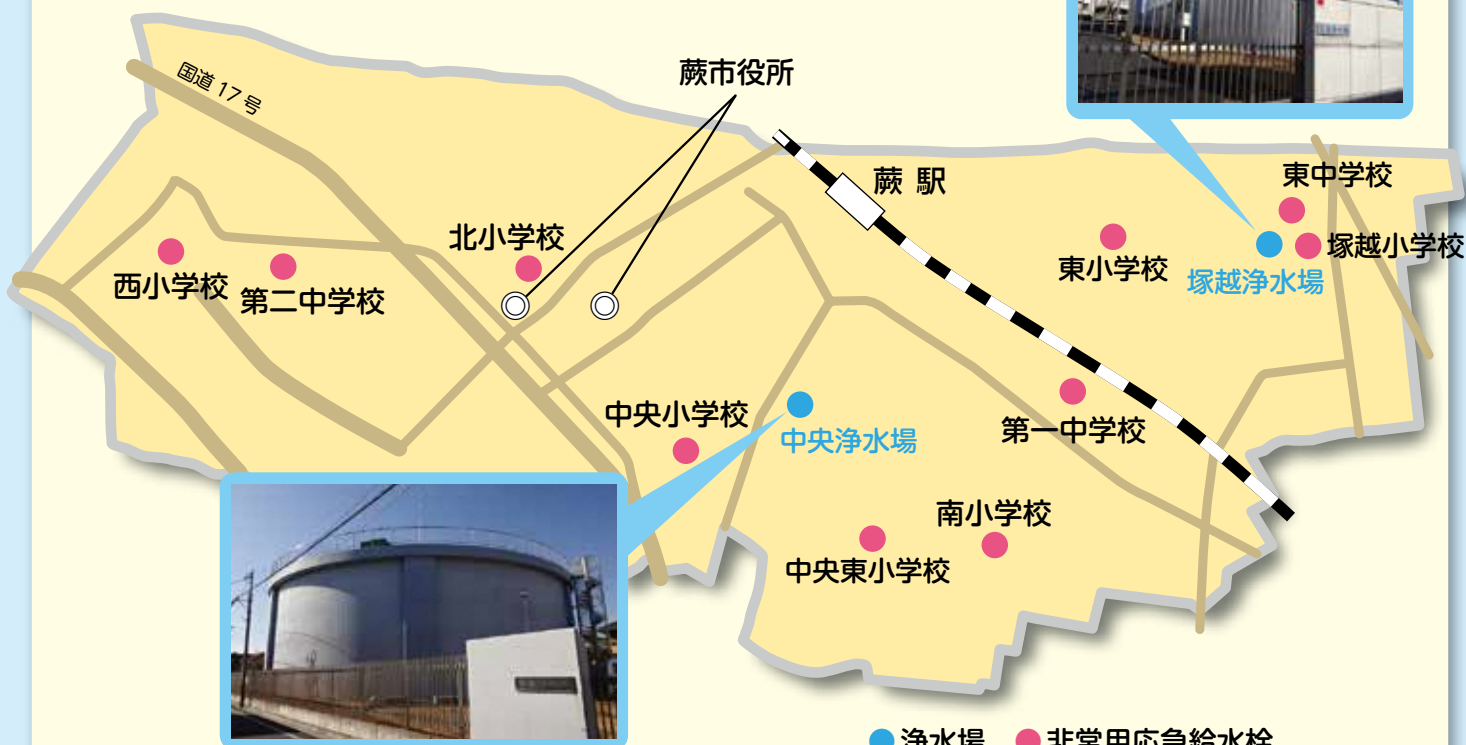 国道17号
蕨市役所
蕨 駅
東中学校
塚越小学校
東小学校
塚越浄水場
北小学校
西小学校
第二中学校
中央小学校
中央浄水場
第一中学校
南小学校
中央東小学校
浄水場 非常用応急給水栓